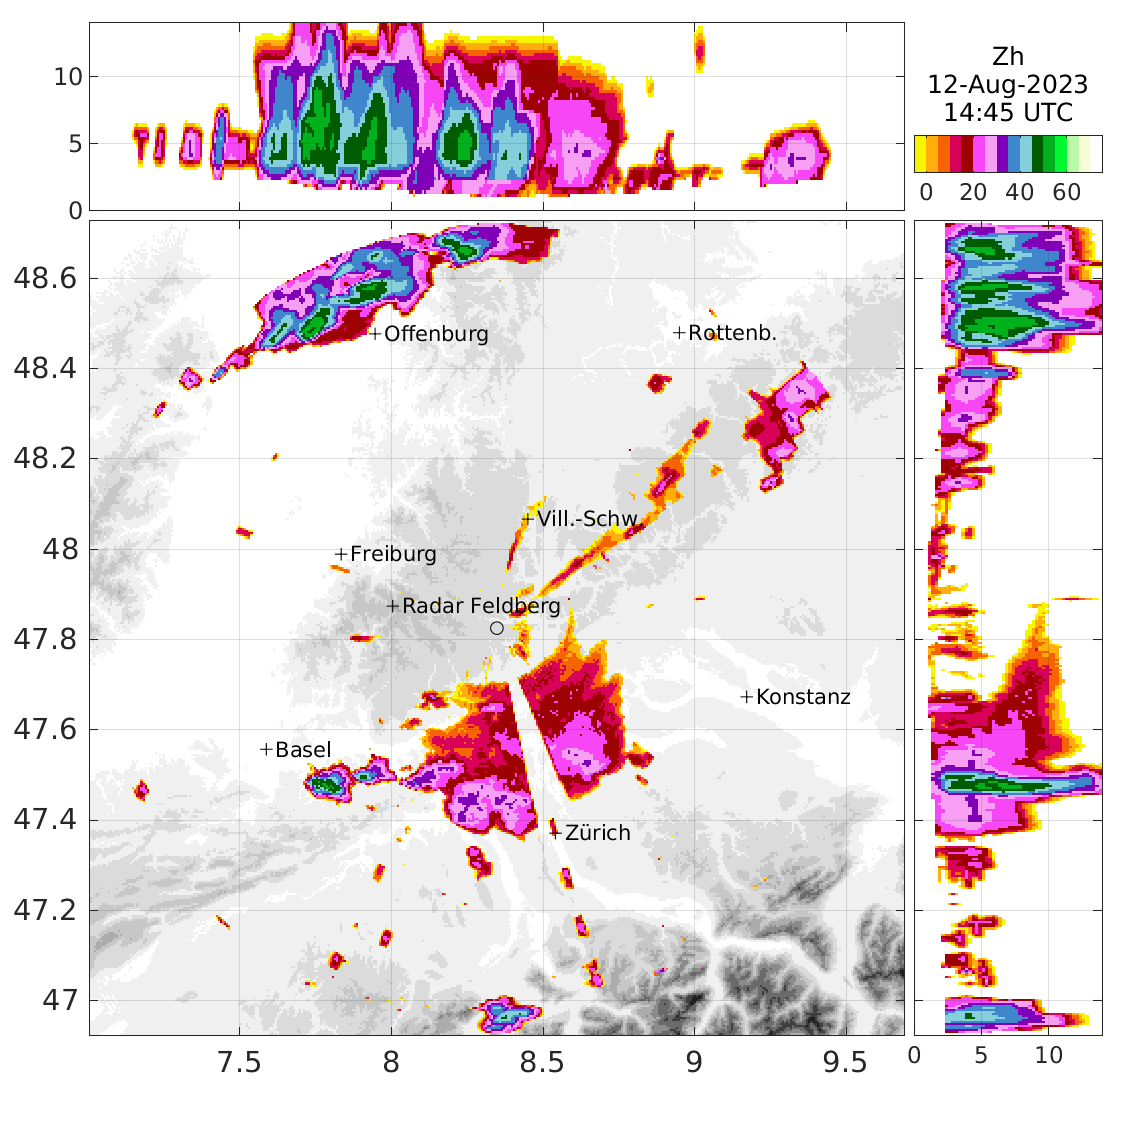 10
5
0
Zh
12-Aug-2023
14:45 UTC
0 20 40 60
48.6
48.4
48.2
48
47.8
47.6
47.4
47.2
47
Offenburg
Rottenb.
Vill.-Schw.
Freiburg
Radar Feldberg
Konstanz
Basel
Zürich
7.5 8 8.5 9 9.5
0 5 10